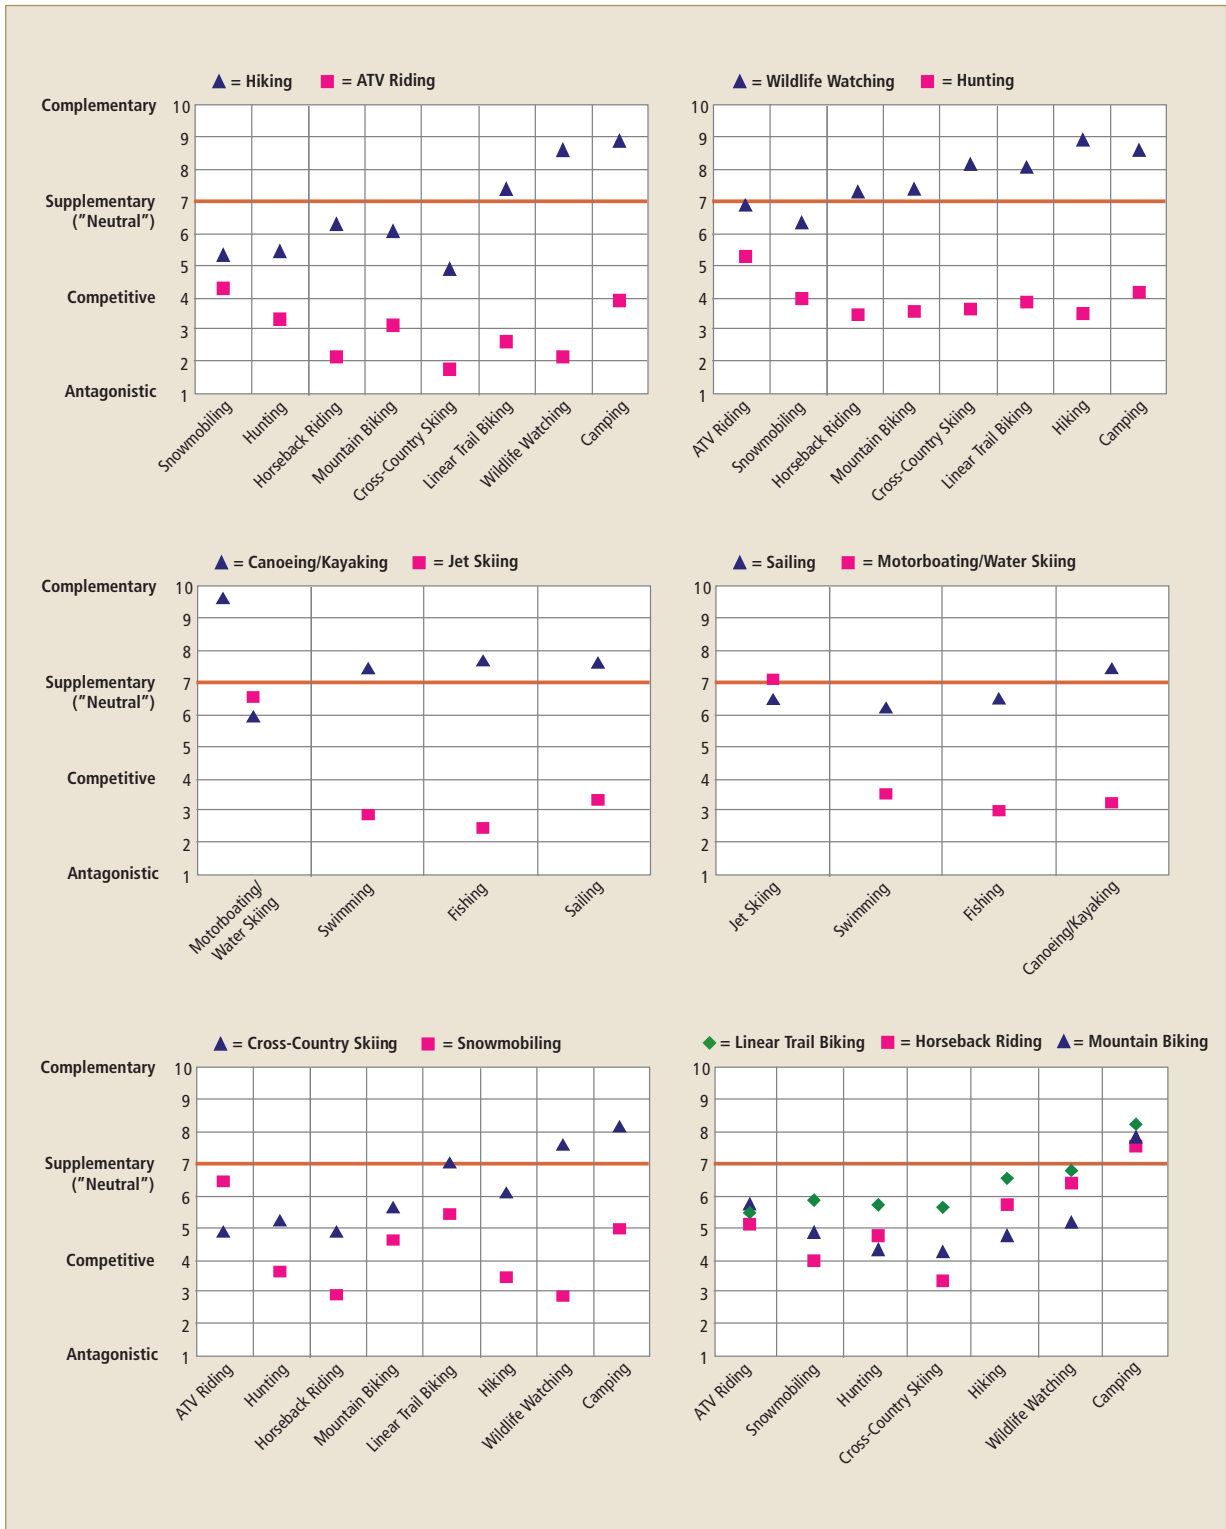 = Hiking = ATV Riding
Complementary
Supplementary
("Neutral")
Competitive
Antagonistic
10
9
8
7
6
5
4
3
2
1
Snowmobiling
Hunting
Horseback Riding
Mountain Biking
Cross-Country Skiing
Linear Trail Biking
Wildlife Watching
Camping
= Wildlife Watching = Hunting
10
9
8
7
6
5
4
3
2
1
ATV Riding
Snowmobiling
Horseback Riding
Mountain Biking
Cross-Country Skiing
Linear Trail Biking
Hiking
Camping
= Canoeing/Kayaking = Jet Skiing
Complementary
Supplementary
("Neutral")
Competitive
Antagonistic
10
9
8
7
6
5
4
3
2
1
Motorboating/
Water Skiing
Swimming
Fishing
Sailing
= Sailing = Motorboating/Water Skiing
10
9
8
7
6
5
4
3
2
1
Jet Skiing
Swimming
Fishing
Canoeing/Kayaking
= Cross-Country Skiing = Snowmobiling
Complementary
Supplementary
("Neutral")
Competitive
Antagonistic
10
9
8
7
6
5
4
3
2
1
ATV Riding
Hunting
Horseback Riding
Mountain Biking
Linear Trail Biking
Hiking
Wildlife Watching
Camping
= Linear Trail Biking = Horseback Riding = Mountain Biking
10
9
8
7
6
5
4
3
2
1
ATV Riding
Snowmobiling
Hunting
Cross-Country Skiing
Hiking
Wildlife Watching
Camping